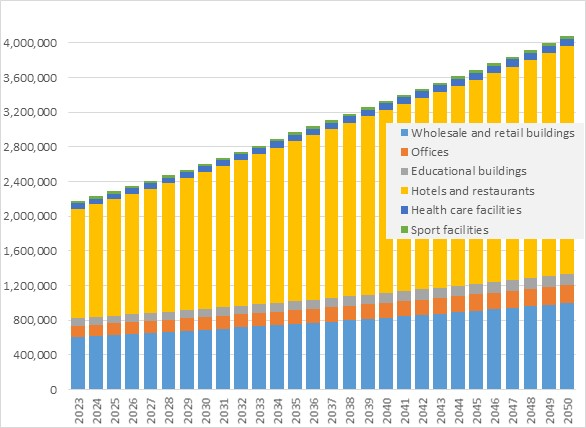 4,000,000
3,600,000
3,200,000
2,800,000
2,400,000
2,000,000
1,600,000
1,200,000
800,000
400,000
0
Wholesale and retail buildings
Offices
Educational buildings
Hotels and restaurants
Health care facilities
Sport facilities
2023 2024 2025 2026 2027 2028 2029 2030 2031 2032 2033 2034 2035 2036 2037 2038 2039 2040 2041 2042 2043 2044 2045 2046 2047 2048 2049 2050